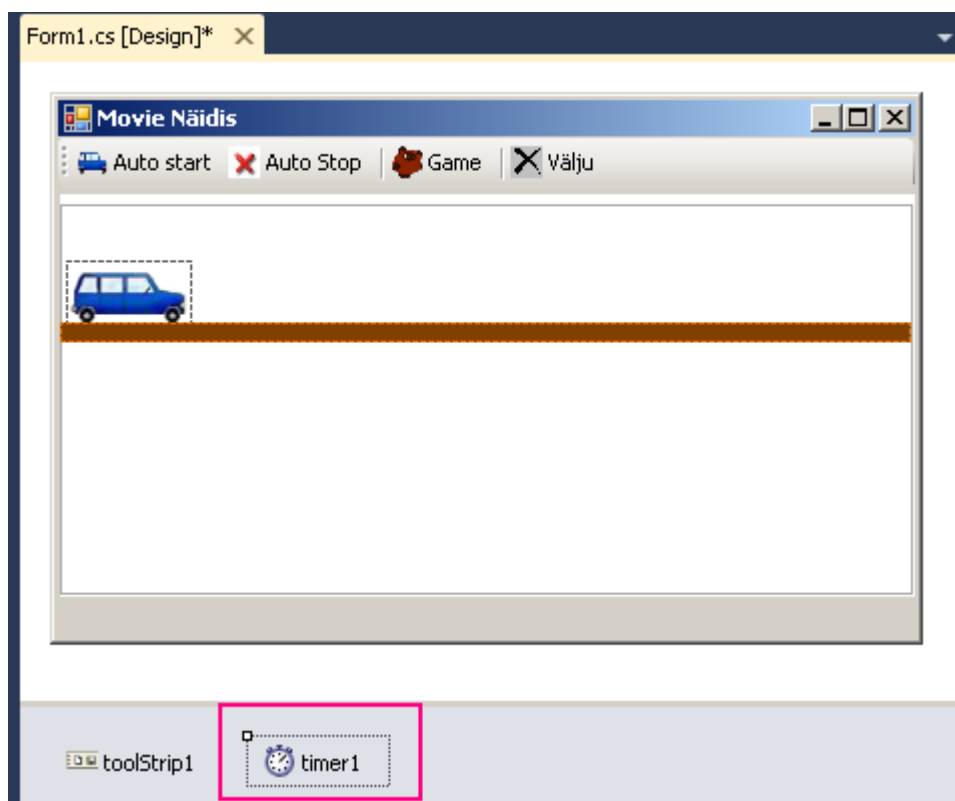 Form1.cs [Design]*
Movie Näidis
Auto start Auto Stop Game Välju
toolStrip1 timer1